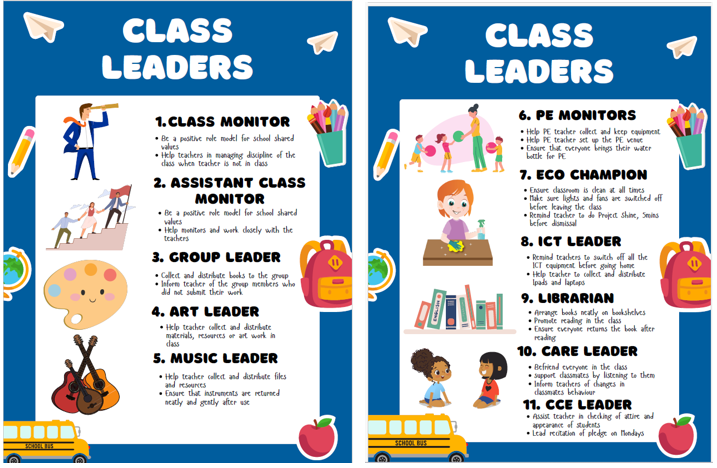 CLASS
LEADERS
1.CLASS MONITOR
• Be a positive role model for school shared
values
• Help teachers in managing discipline of the
class when teacher is not in class
2. ASSISTANT CLASS
MONITOR
• Be a positive role model for school shared
values
• Help monitors and work closely with the
teachers
3. GROUP LEADER
• Collect and distribute books to the group
• Inform teacher of the group members who
did not submit their work
4. ART LEADER
• Help teacher collect and distribute
materials, resources or art work in
class
5. MUSIC LEADER
• Help teacher collect and distribute files
and resources
• Ensure that instruments are returned
neatly and gently after use
SCHOOL BUS
CLASS
LEADERS
6. PE MONITORS
• Help PE teacher collect and keep equipment
• Help PE teacher set up the PE venue
• Ensure that everyone brings their water
bottle for PE
7. ECO CHAMPION
• Ensure classroom is clean at all times
• Make sure lights and fans are switched off
before leaving the class
• Remind teacher to do Project Shine, 5mins
before dismissal
8. ICT LEADER
• Remind teachers to switch off all the
ICT equipment before going home
• Help teacher to collect and distribute
Ipads and laptops
9. LIBRARIAN
• Arrange books neatly on bookshelves
• Promote reading in the class
• Ensure everyone returns the book after
reading
10. CARE LEADER
• Befriend everyone in the class
• Support classmates by listening to them
• Inform teachers of changes in
classmates behaviour
11. CCE LEADER
• Assist teacher in checking of attire and
appearance of students
• Lead recitation of pledge on Mondays
SCHOOL BUS